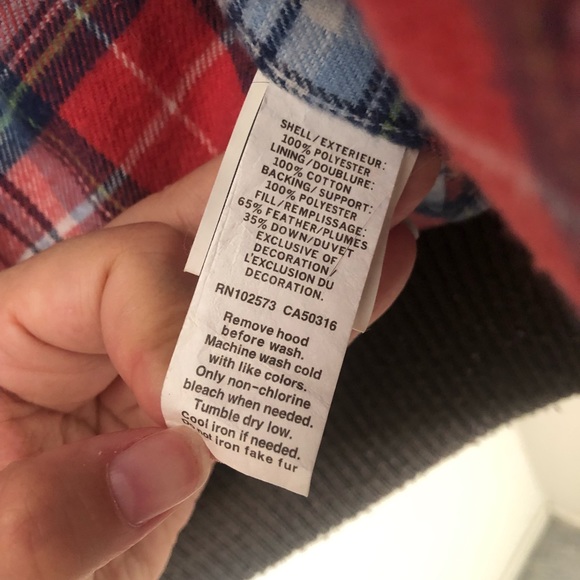 SHELL/EXTERIEUR:
100% POLYESTER
LINING/DOUBLURE:
100% COTTON
BACKING/SUPPORT:
100% POLYESTER
FILL/REMPLISSAGE:
65% FEATHER/PLUMES
35% DOWN/DUVET
EXCLUSIVE OF
DECORATION/
L'EXCLUSION DU
DECORATION.
RN102573 CA50316
Remove hood
before wash.
Machine wash cold
with like colors.
Only non-chlorine
bleach when needed.
Tumble dry low.
Cool iron if needed.
Do not iron fake fur